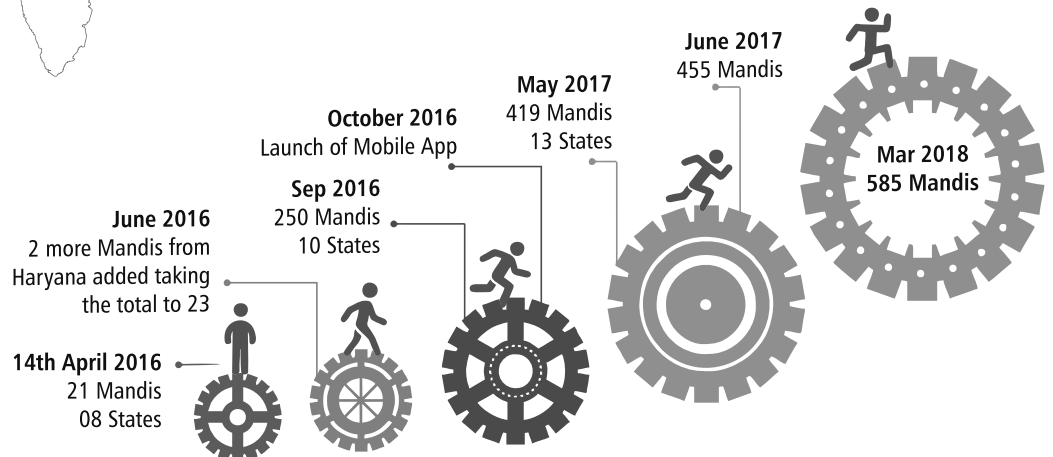 14th April 2016
21 Mandis
08 States
June 2016
2 more Mandis from
Haryana added taking
the total to 23
Sep 2016
250 Mandis
10 States
October 2016
Launch of Mobile App
May 2017
419 Mandis
13 States
June 2017
455 Mandis
Mar 2018
585 Mandis